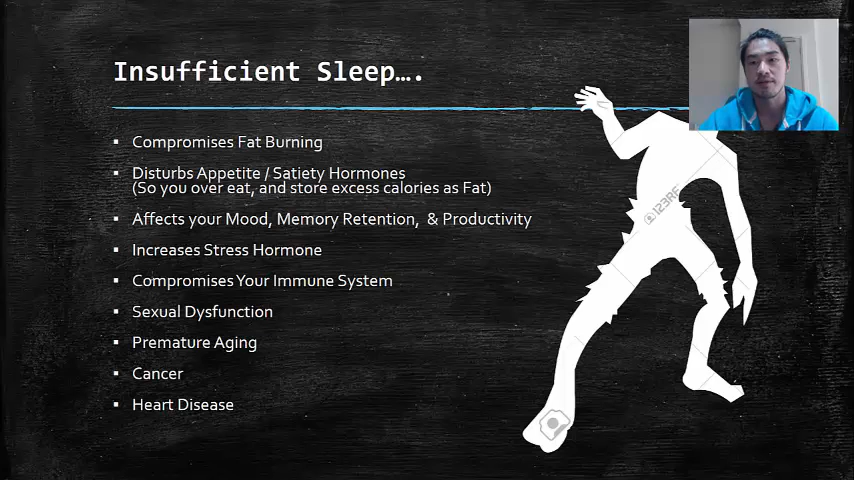 Insufficient Sleep….
▪ Compromises Fat Burning
▪ Disturbs Appetite / Satiety Hormones
(So you over eat, and store excess calories as Fat)
▪ Affects your Mood, Memory Retention, & Productivity
▪ Increases Stress Hormone
▪ Compromises Your Immune System
▪ Sexual Dysfunction
▪ Premature Aging
▪ Cancer
▪ Heart Disease
123RF